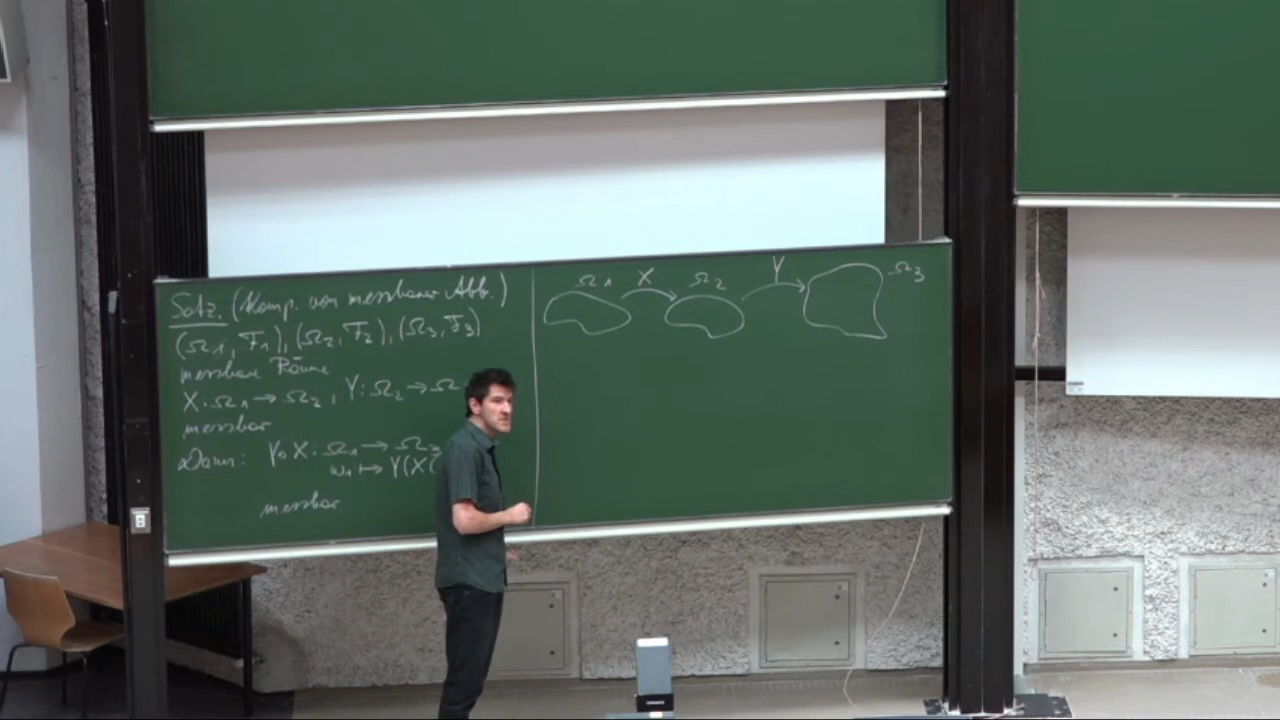 Satz. (Komp. von messbarer Abb.)
(Ω1, F1), (Ω2, F2), (Ω3, F3)
messbare Räume
X: Ω1 → Ω2, Y: Ω2 → Ω
messbar
Dann: Y∘X: Ω1 → Ω3
ω1 ↦ Y(X(
messbar
Ω1 X Ω2 Y Ω3